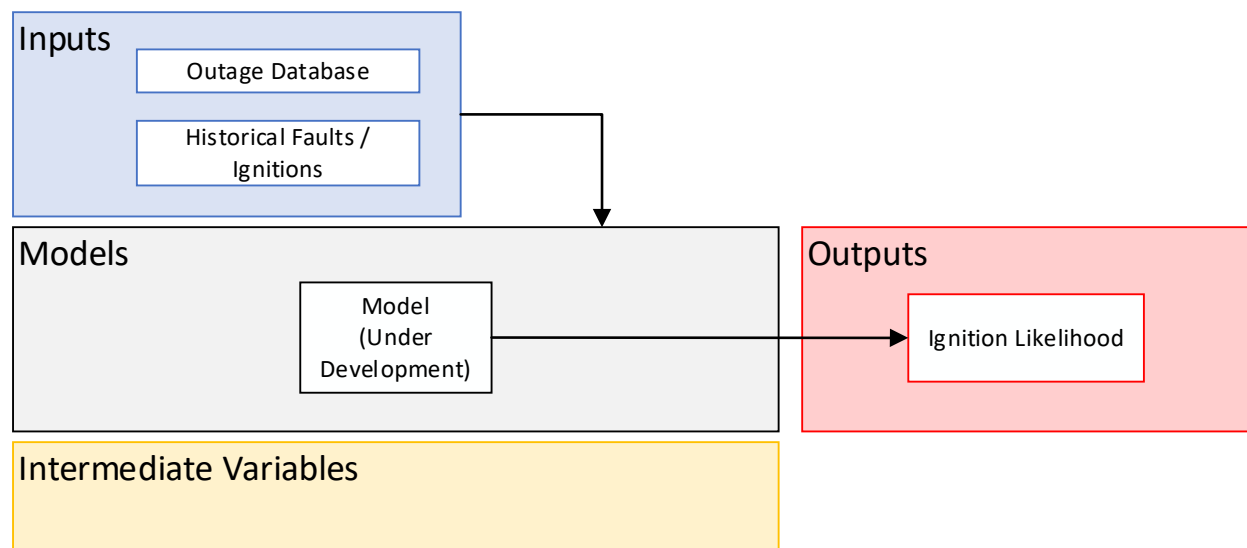 Inputs
Outage Database
Historical Faults /
Ignitions
Models
Model
(Under
Development)
Outputs
Ignition Likelihood
Intermediate Variables